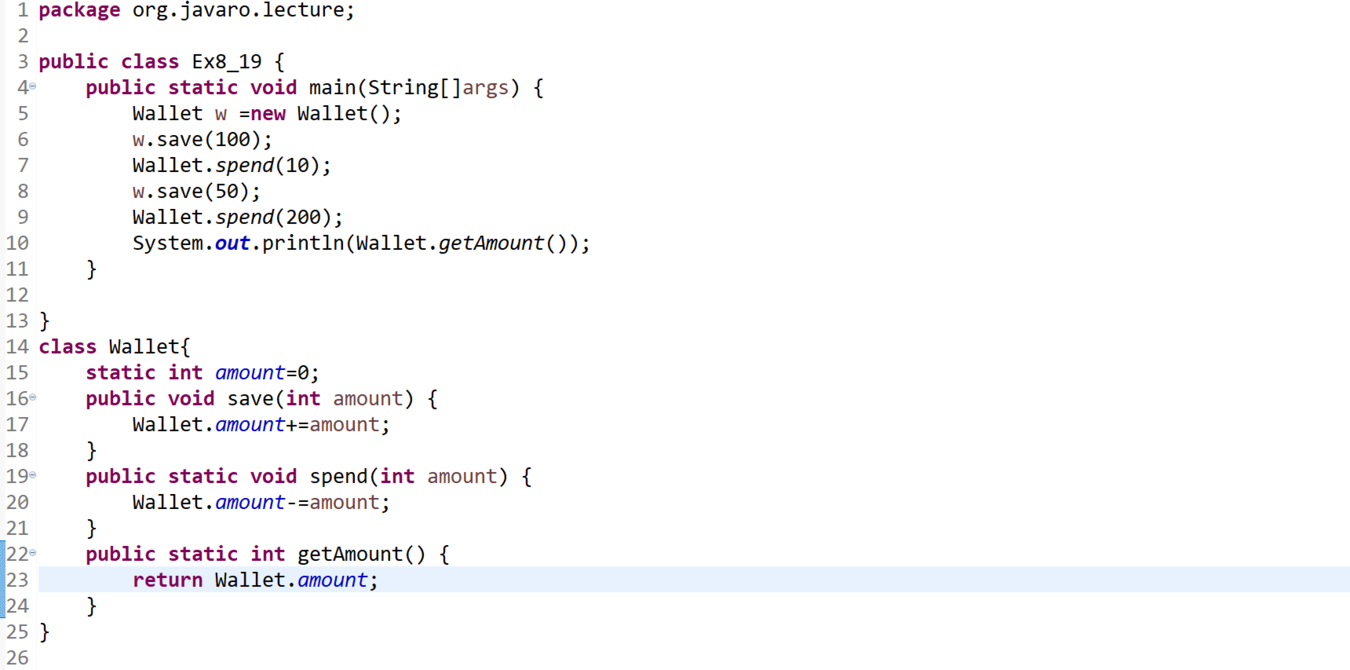 1 package org.javaro.lecture;
2
3 public class Ex8_19 {
4     public static void main(String[]args) {
5         Wallet w =new Wallet();
6         w.save(100);
7         Wallet.spend(10);
8         w.save(50);
9         Wallet.spend(200);
10         System.out.println(Wallet.getAmount());
11     }
12
13 }
14 class Wallet{
15     static int amount=0;
16     public void save(int amount) {
17         Wallet.amount+=amount;
18     }
19     public static void spend(int amount) {
20         Wallet.amount-=amount;
21     }
22     public static int getAmount() {
23         return Wallet.amount;
24     }
25 }
26